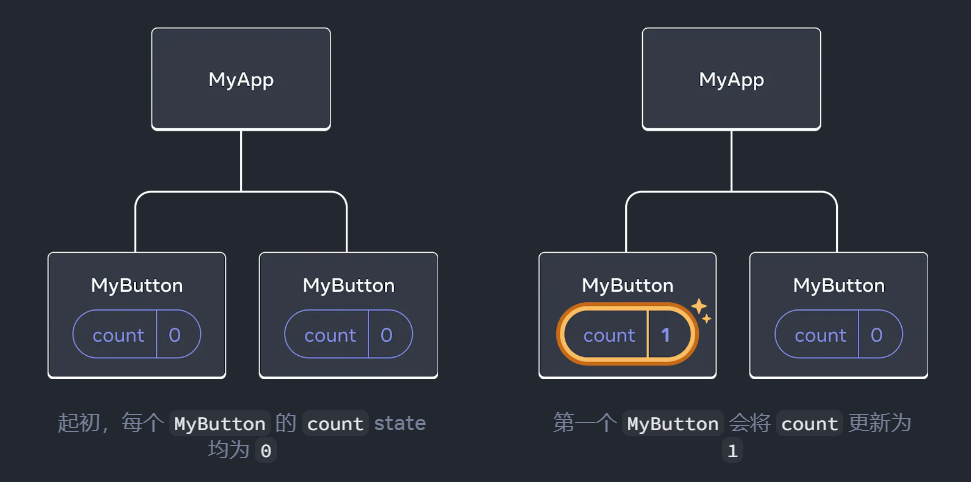 MyApp
MyButton
count 0
MyButton
count 0
起初，每个 MyButton 的 count state
均为 0
MyApp
MyButton
count 1
MyButton
count 0
第一个 MyButton 会将 count 更新为
1